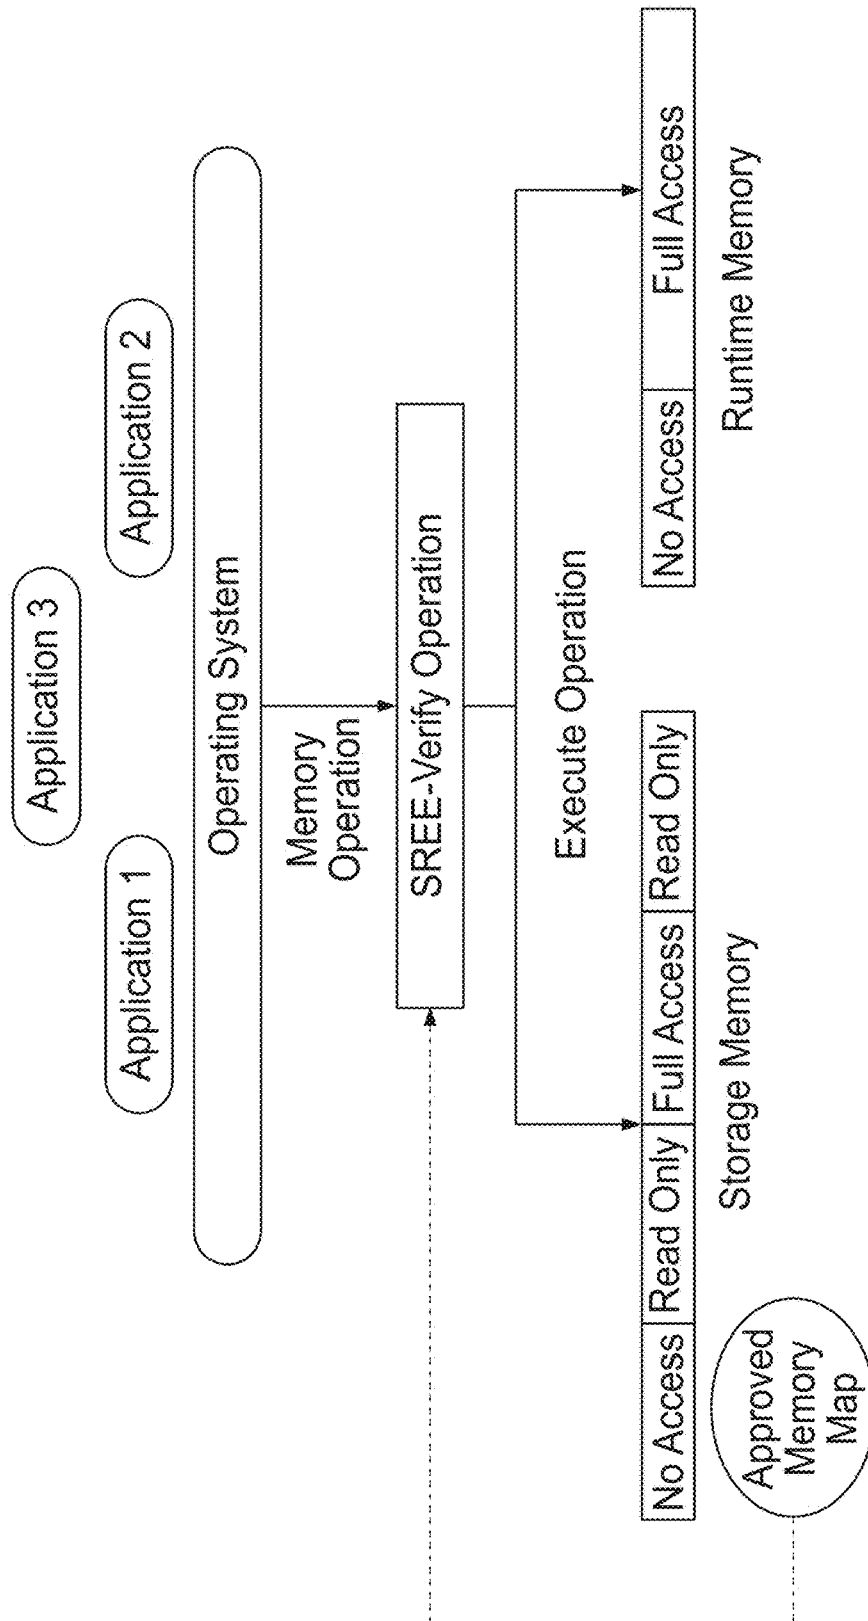 Application 3
Application 1
Application 2
Operating System
Memory
Operation
SREE-Verify Operation
Execute Operation
No Access
Read Only
Full Access
Read Only
No Access
Full Access
Storage Memory
Runtime Memory
Approved
Memory
Map